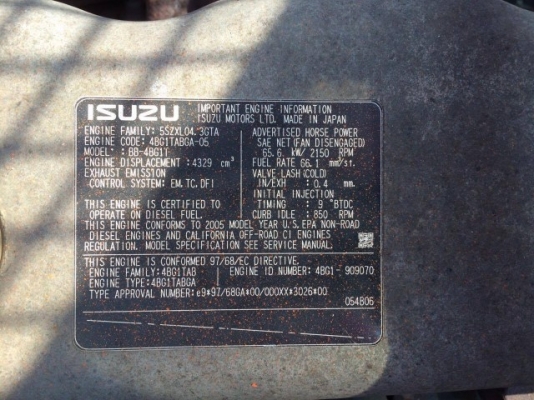 ISUZU IMPORTANT ENGINE INFORMATION
ISUZU MOTORS LTD. MADE IN JAPAN
ENGINE FAMILY: 5SZXL04.3GTA
ENGINE CODE: 4BG1TABGA-05
MODEL: BB-4BG1T
ENGINE DISPLACEMENT: 4329 cm³
EXHAUST EMISSION
CONTROL SYSTEM: EM,TC,DFI
ADVERTISED HORSE POWER
SAE NET(FAN DISENGAGED)
65.6 kW/ 2150 RPM
FUEL RATE 66.1 mm³/st.
VALVE LASH(COLD)
IN/EXH : 0.4 mm.
INITIAL INJECTION
TIMING : 9 °BTDC
CURB IDLE : 850 RPM
THIS ENGINE IS CERTIFIED TO
OPERATE ON DIESEL FUEL.
THIS ENGINE CONFORMS TO 2005 MODEL YEAR U.S. EPA NON-ROAD
DIESEL ENGINES AND CALIFORNIA OFF-ROAD CI ENGINES
REGULATION. MODEL SPECIFICATION SEE SERVICE MANUAL.
THIS ENGINE IS CONFORMED 97/68/EC DIRECTIVE.
ENGINE FAMILY: 4BG1TAB ENGINE ID NUMBER: 4BG1- 909070
ENGINE TYPE: 4BG1TABGA
TYPE APPROVAL NUMBER: e9*97/68GA*00/000XX*3026*00
054806